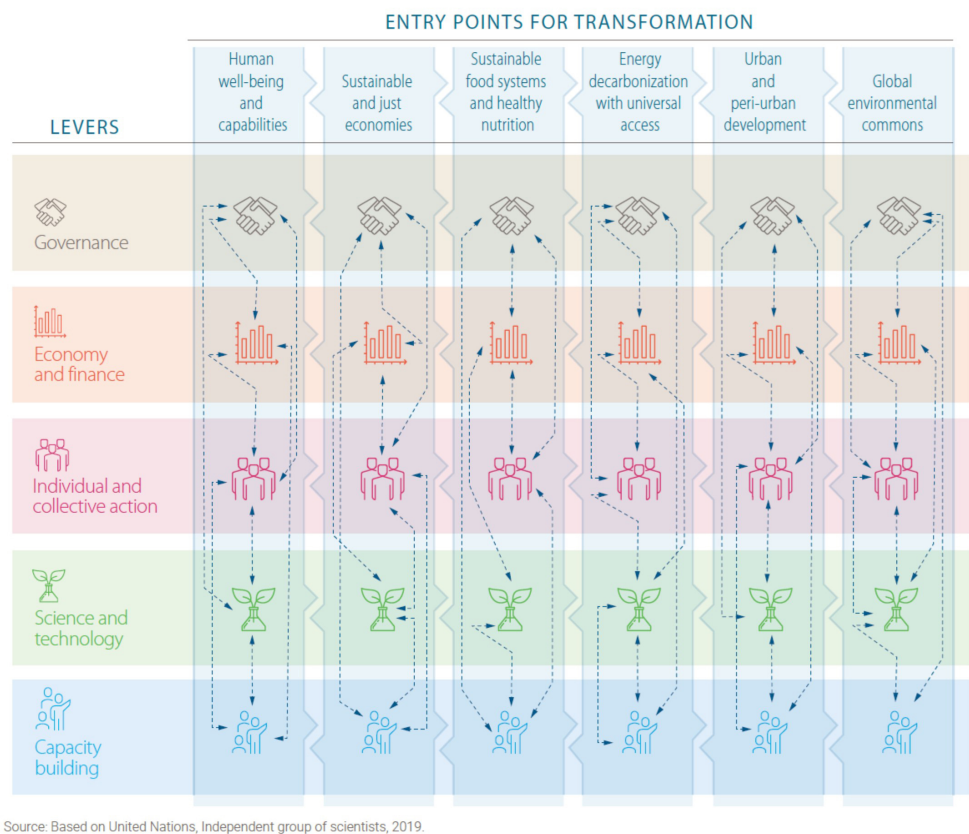 ENTRY POINTS FOR TRANSFORMATION
LEVERS
Human
well-being
and
capabilities
Sustainable
and just
economies
Sustainable
food systems
and healthy
nutrition
Energy
decarbonization
with universal
access
Urban
and
peri-urban
development
Global
environmental
commons
Governance
Economy
and finance
Individual and
collective action
Science and
technology
Capacity
building
Source: Based on United Nations, Independent group of scientists, 2019.